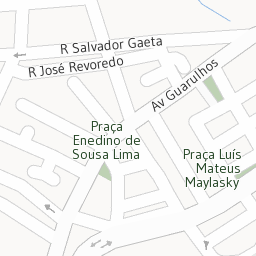 R Salvador Gaeta
R José Revoredo
Av Guarulhos
Praça
Enedino de
Sousa Lima
Praça Luís
Mateus
Maylasky